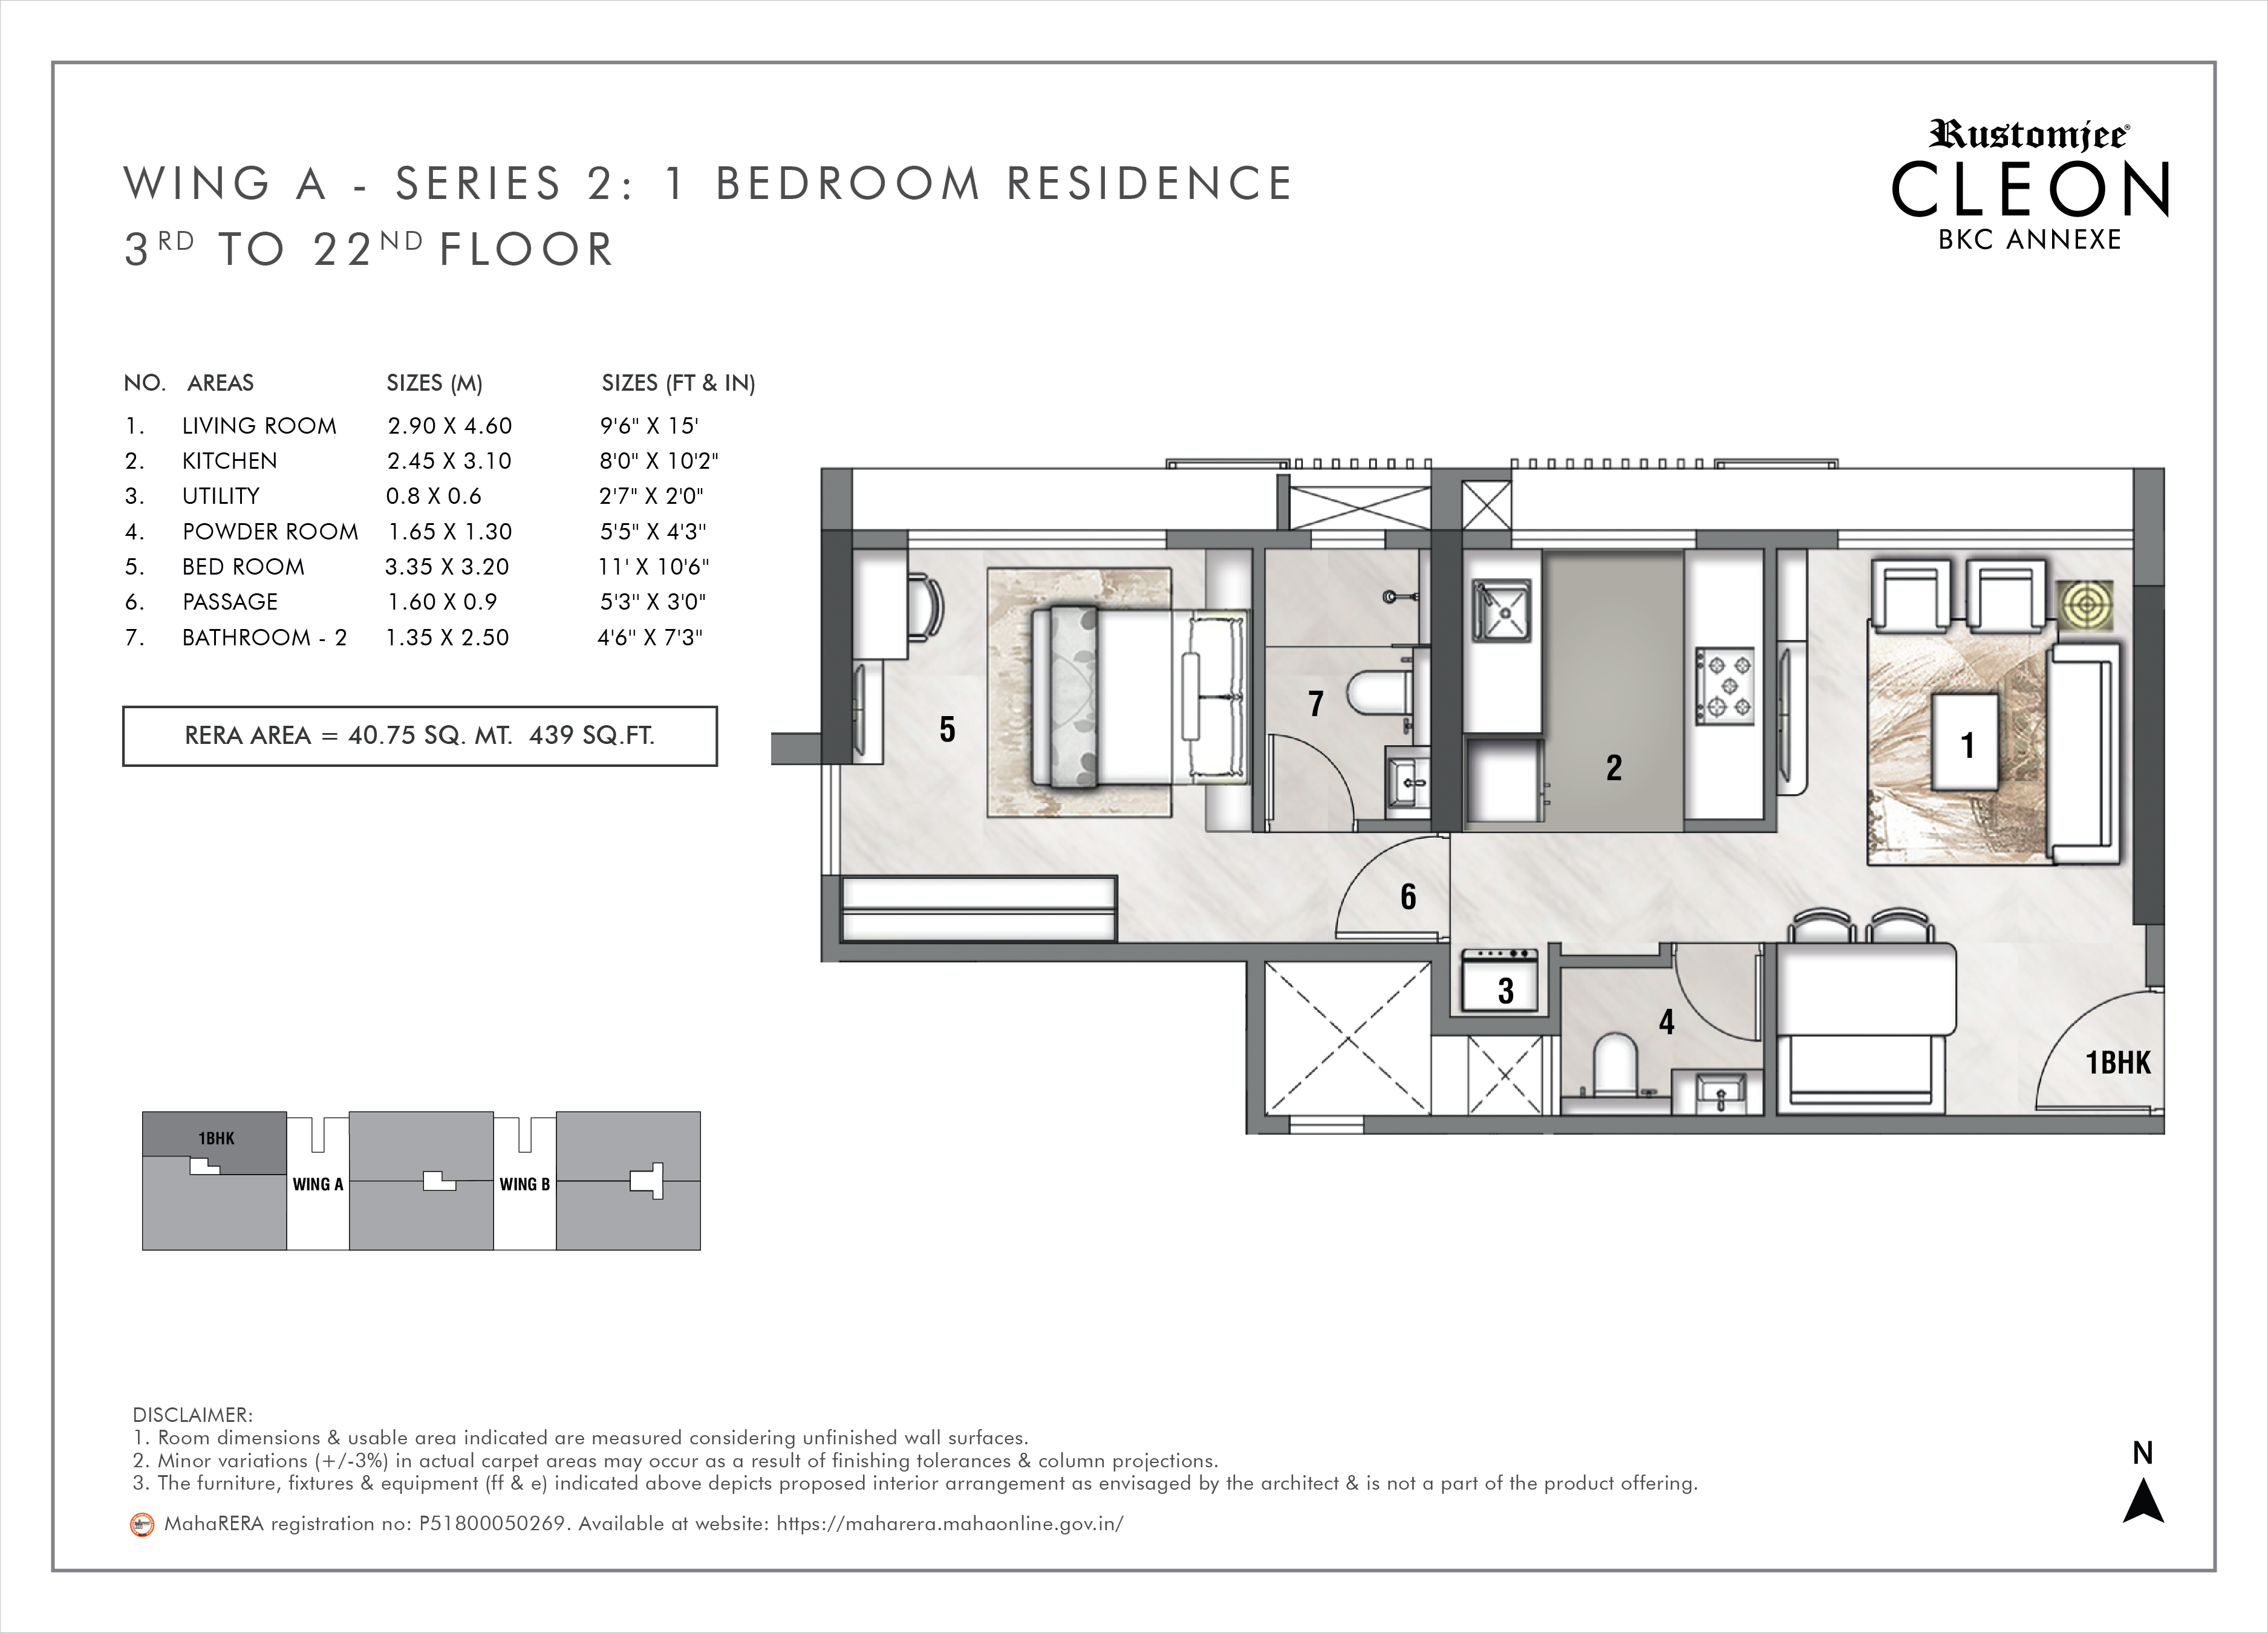 Rustomjee®
CLEON
BKC ANNEXE
WING A - SERIES 2: 1 BEDROOM RESIDENCE
3RD TO 22ND FLOOR
NO. AREAS SIZES (M) SIZES (FT & IN)
1. LIVING ROOM 2.90 X 4.60 9'6" X 15'
2. KITCHEN 2.45 X 3.10 8'0" X 10'2"
3. UTILITY 0.8 X 0.6 2'7" X 2'0"
4. POWDER ROOM 1.65 X 1.30 5'5" X 4'3"
5. BED ROOM 3.35 X 3.20 11' X 10'6"
6. PASSAGE 1.60 X 0.9 5'3" X 3'0"
7. BATHROOM - 2 1.35 X 2.50 4'6" X 7'3"
RERA AREA = 40.75 SQ. MT. 439 SQ.FT.
5
7
2
1
6
3
4
1BHK
1BHK
WING A
WING B
DISCLAIMER:
1. Room dimensions & usable area indicated are measured considering unfinished wall surfaces.
2. Minor variations (+/-3%) in actual carpet areas may occur as a result of finishing tolerances & column projections.
3. The furniture, fixtures & equipment (ff & e) indicated above depicts proposed interior arrangement as envisaged by the architect & is not a part of the product offering.
MahaRERA registration no: P51800050269. Available at website: https://maharera.mahaonline.gov.in/
N